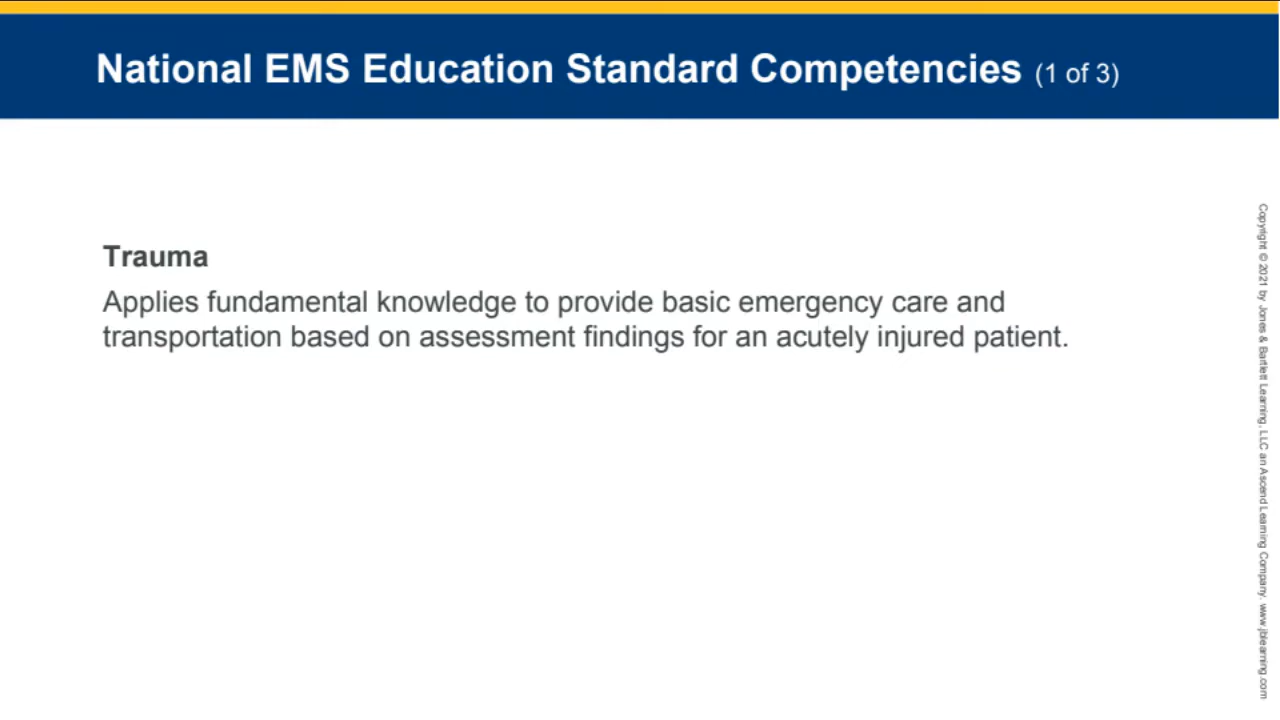 National EMS Education Standard Competencies (1 of 3)
Trauma
Applies fundamental knowledge to provide basic emergency care and
transportation based on assessment findings for an acutely injured patient.
Copyright © 2021 by Jones & Bartlett Learning, LLC an Ascend Learning Company. www.jblearning.com